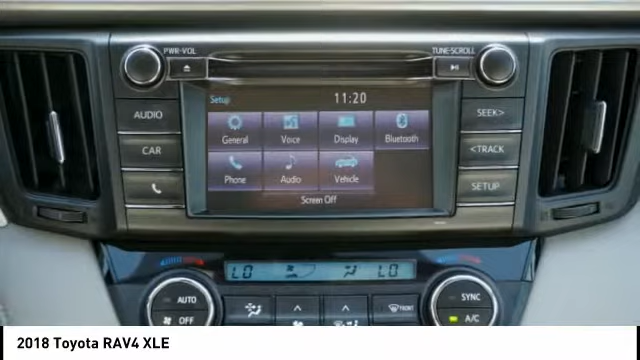 PWR·VOL
TUNE·SCROLL
AUDIO
CAR
SEEK>
<TRACK
SETUP
Setup
11:20
General
Voice
Display
Bluetooth
Phone
Audio
Vehicle
Screen Off
LO
LO
AUTO
OFF
FRONT
SYNC
A/C
2018 Toyota RAV4 XLE